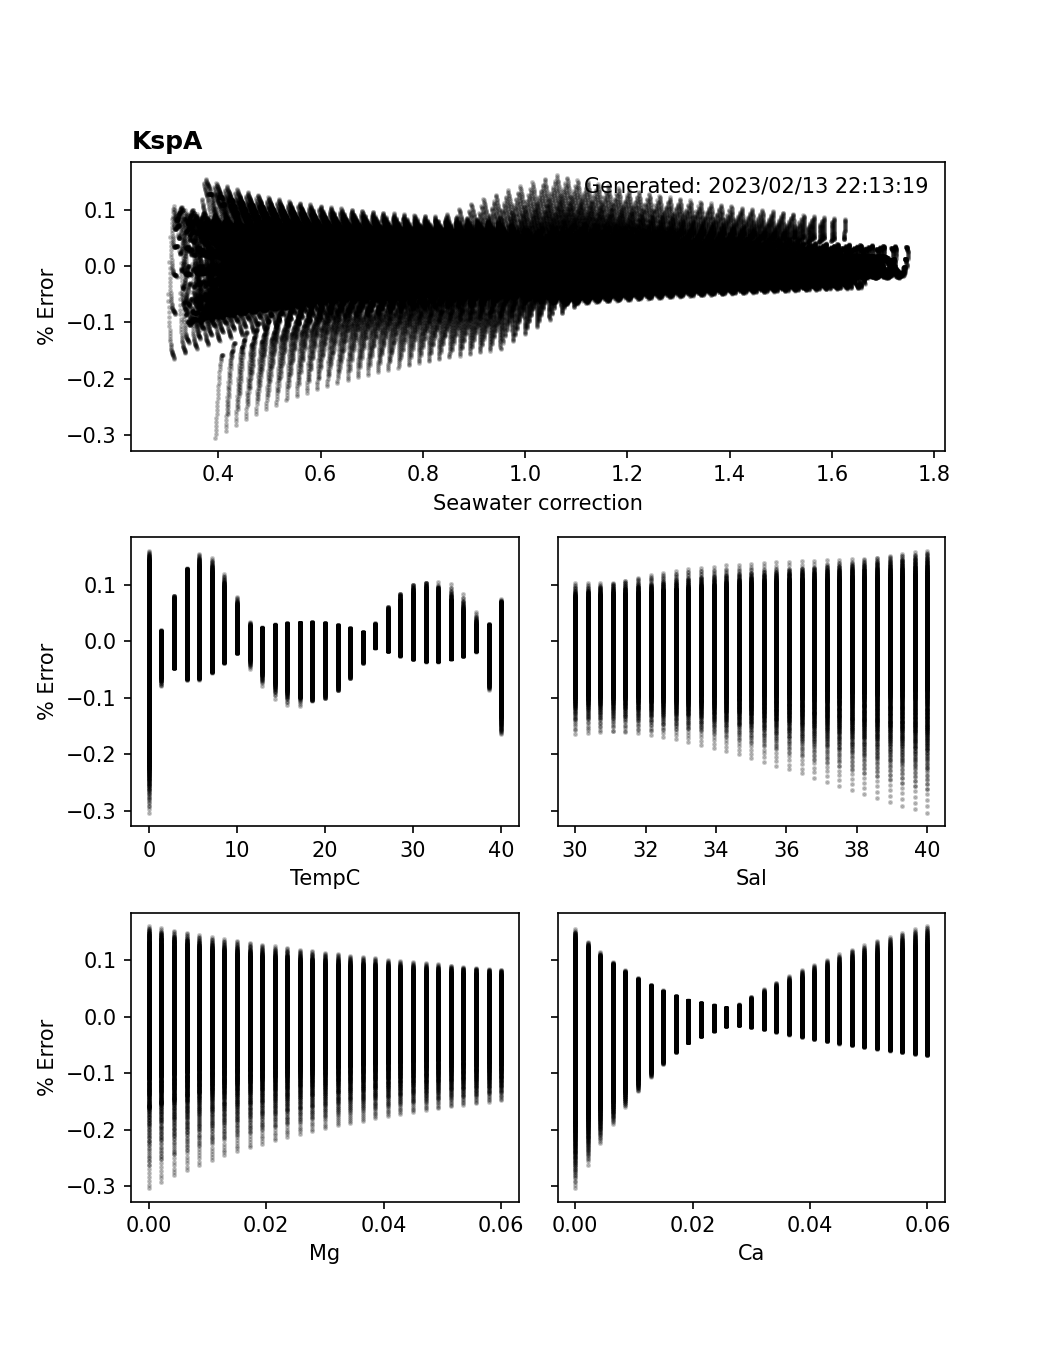 KspA
Generated: 2023/02/13 22:13:19
% Error
0.1
0.0
−0.1
−0.2
−0.3
0.4 0.6 0.8 1.0 1.2 1.4 1.6 1.8
Seawater correction
% Error
0.1
0.0
−0.1
−0.2
−0.3
0 10 20 30 40
TempC
30 32 34 36 38 40
Sal
% Error
0.1
0.0
−0.1
−0.2
−0.3
0.00 0.02 0.04 0.06
Mg
0.00 0.02 0.04 0.06
Ca